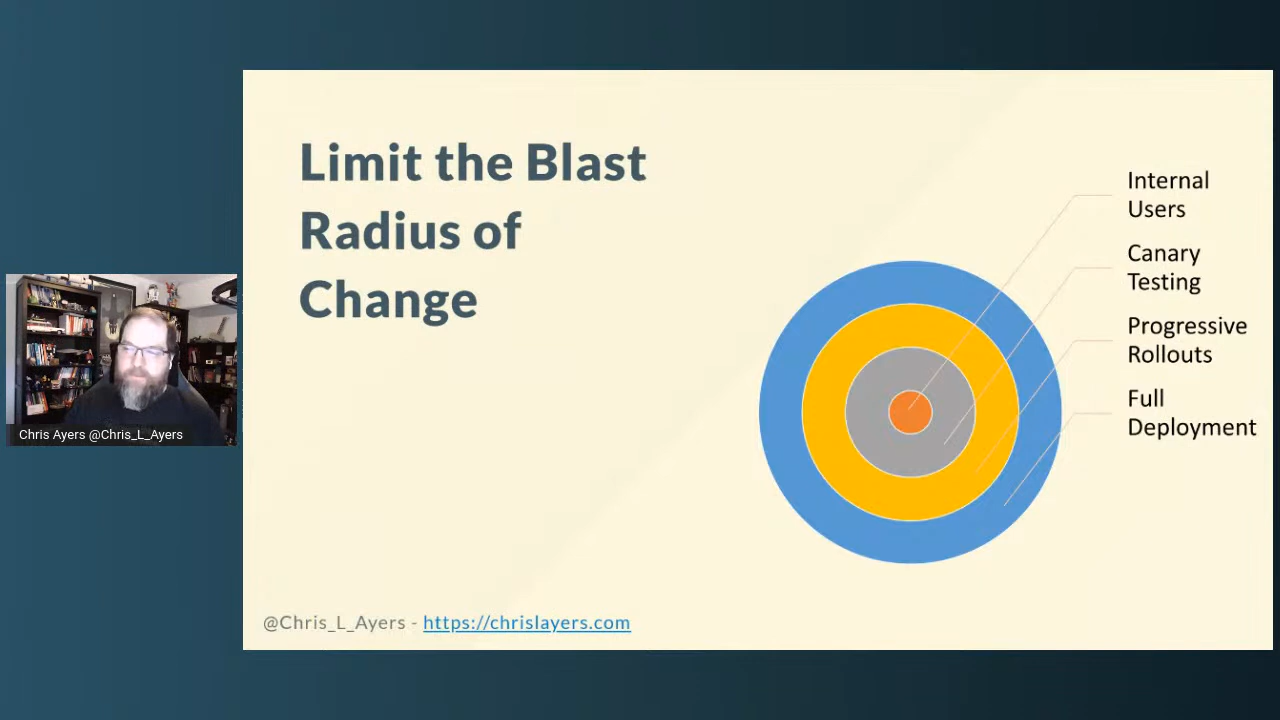 Limit the Blast
Radius of
Change
Internal
Users
Canary
Testing
Progressive
Rollouts
Full
Deployment
Chris Ayers @Chris_L_Ayers
@Chris_L_Ayers - https://chrislayers.com